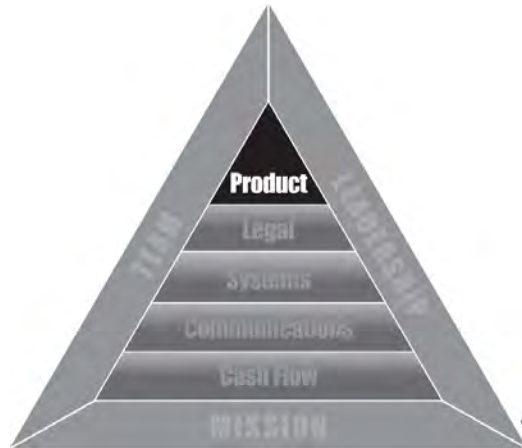 Product
Legal
Systems
Communications
Cash Flow
TEAM
LEADERSHIP
MISSION